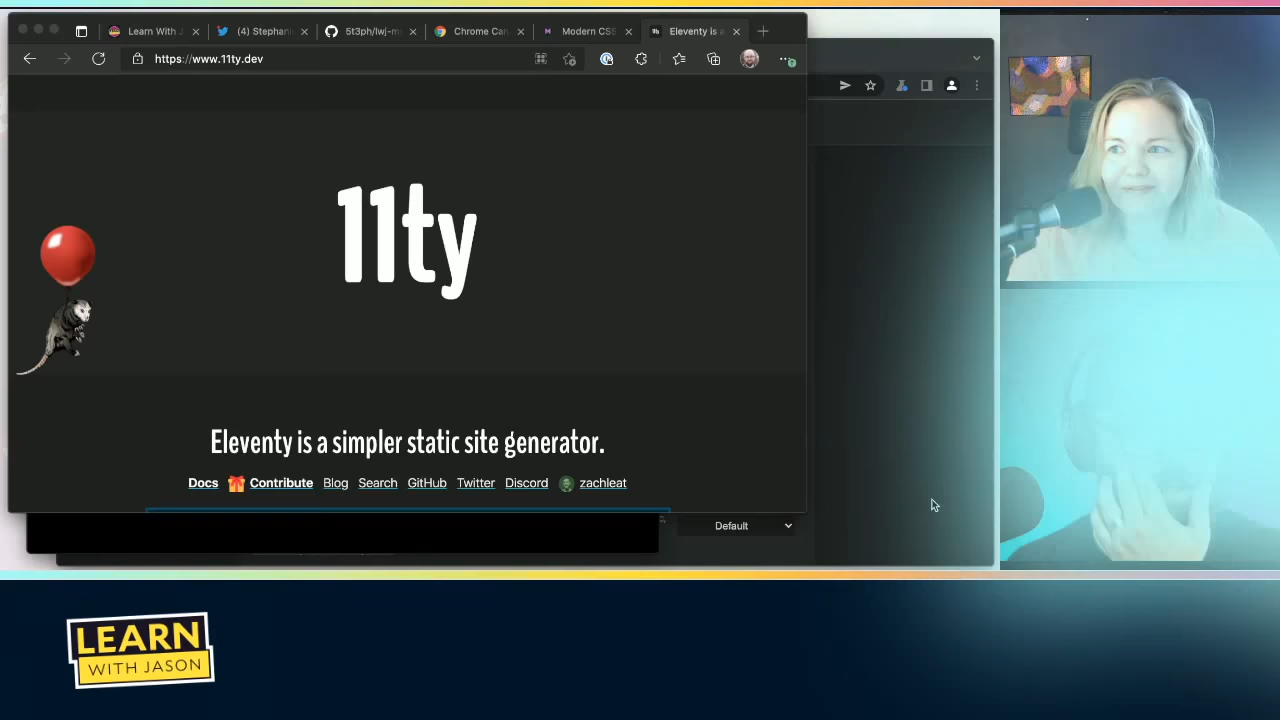 Learn With J
(4) Stephani
5t3ph/lwj-m
Chrome Can
Modern CSS
Eleventy is a
https://www.11ty.dev
11ty
Eleventy is a simpler static site generator.
Docs Contribute Blog Search GitHub Twitter Discord zachleat
Default
LEARN
WITH JASON